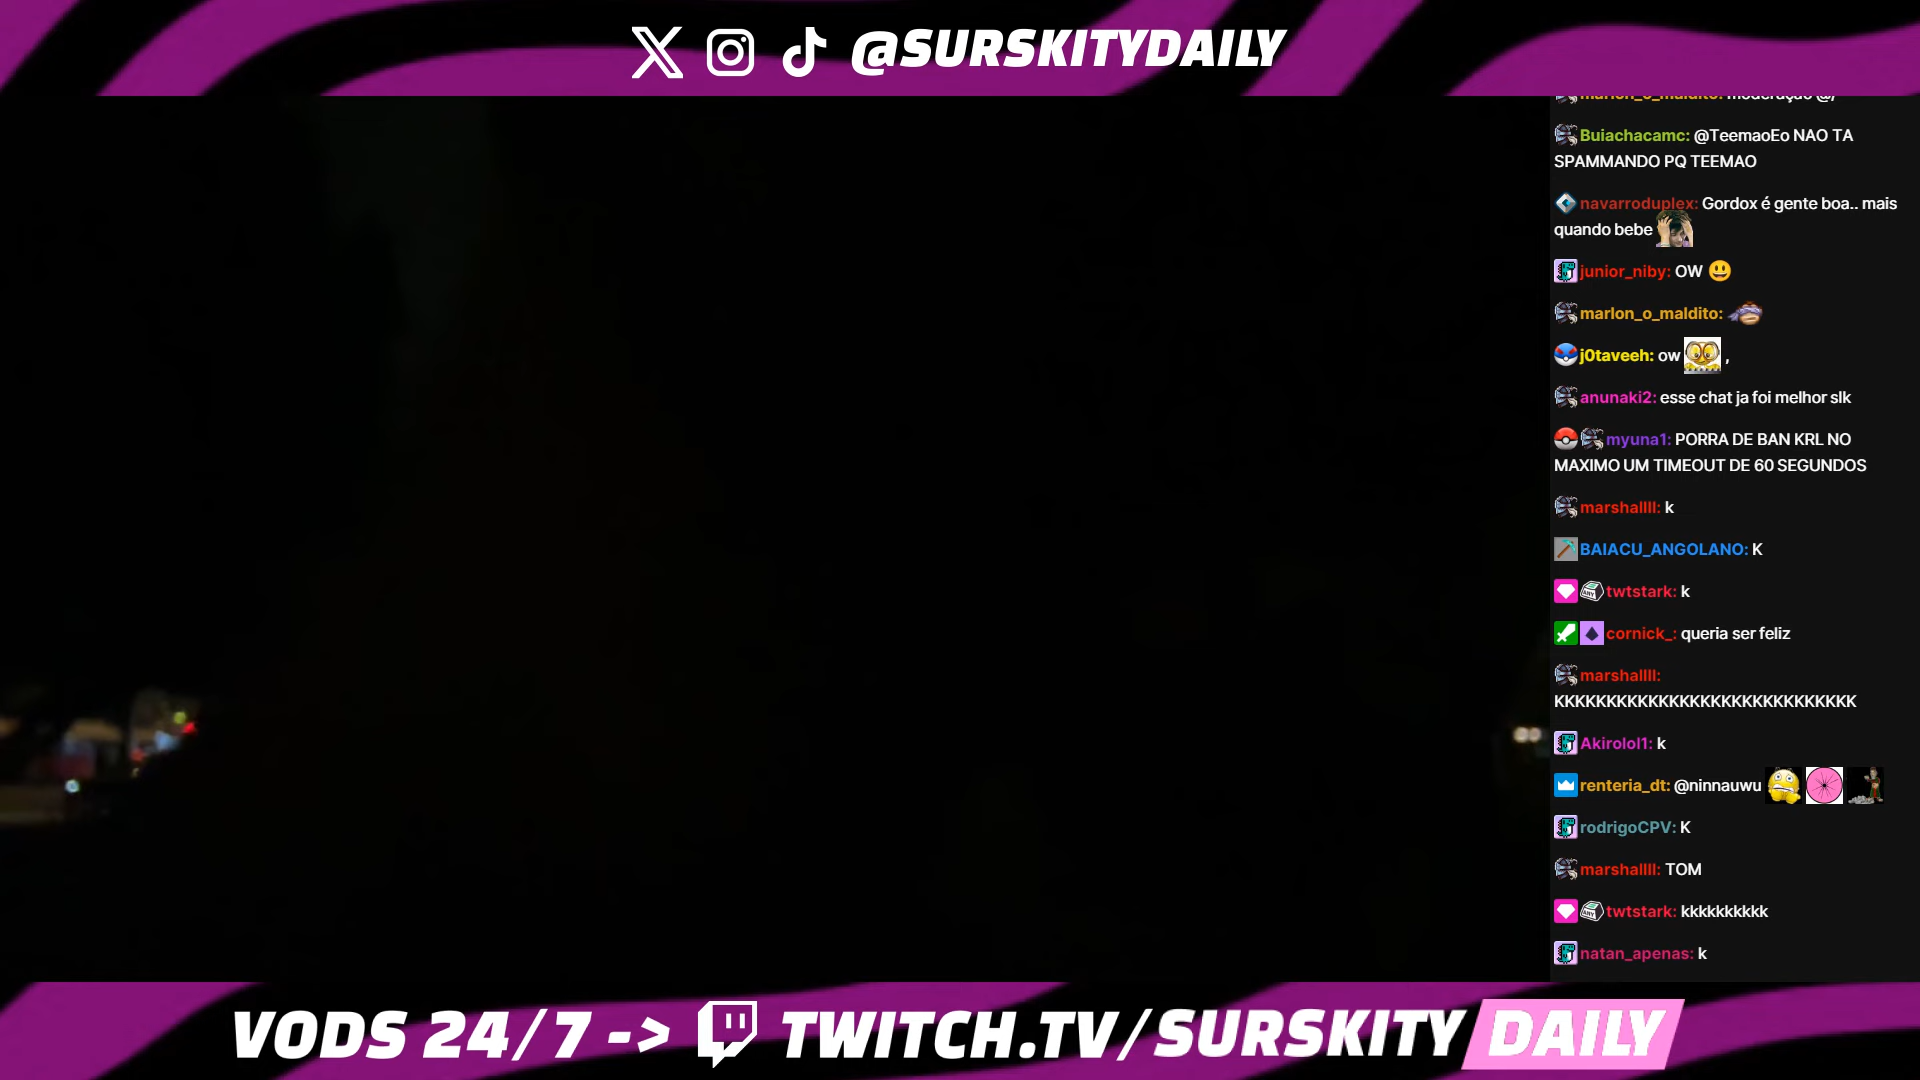 @SURSKITYDAILY
marlon_o_maldito: moderação @/
Buiachacamc: @TeemaoEo NAO TA
SPAMMANDO PQ TEEMAO
navarroduplex: Gordox é gente boa.. mais
quando bebe
junior_niby: OW
marlon_o_maldito:
j0taveeh: ow ,
anunaki2: esse chat ja foi melhor slk
myuna1: PORRA DE BAN KRL NO
MAXIMO UM TIMEOUT DE 60 SEGUNDOS
marshallll: k
BAIACU_ANGOLANO: K
twtstark: k
cornick_: queria ser feliz
marshallll:
KKKKKKKKKKKKKKKKKKKKKKKKKKKKK
Akirolol1: k
renteria_dt: @ninnauwu
rodrigoCPV: K
marshallll: TOM
twtstark: kkkkkkkkkk
natan_apenas: k
VODS 24/7 -> TWITCH.TV/SURSKITY DAILY